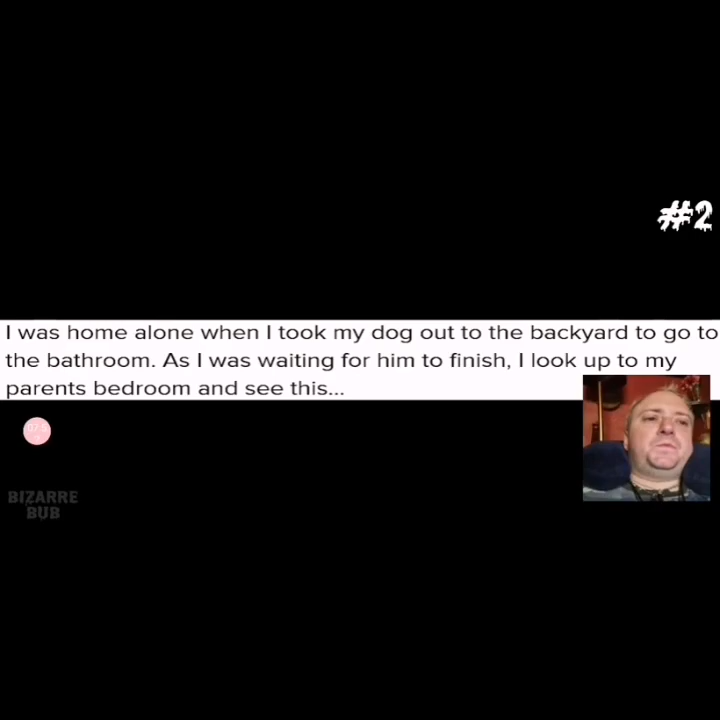 #2
I was home alone when I took my dog out to the backyard to go to
the bathroom. As I was waiting for him to finish, I look up to my
parents bedroom and see this...
BIZARRE
BUB